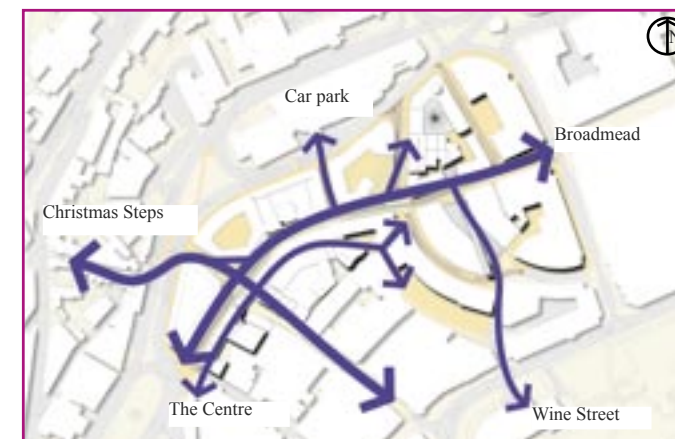 N
Car park
Broadmead
Christmas Steps
The Centre
Wine Street